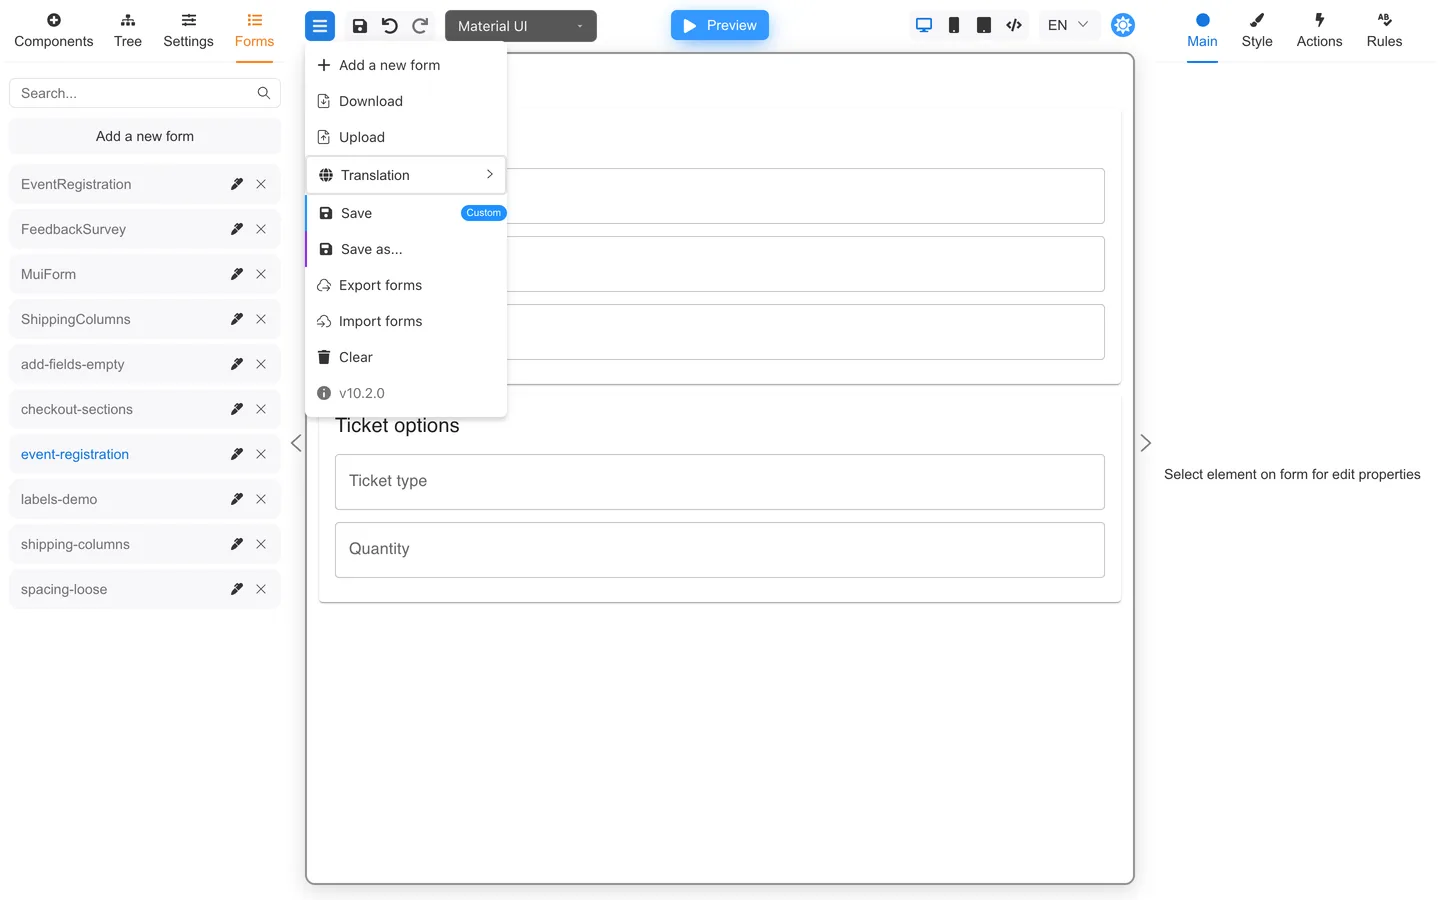 Components
Tree
Settings
Forms
Material UI
Preview
EN
Main
Style
Actions
AB
Rules
Search...
Add a new form
EventRegistration
FeedbackSurvey
MuiForm
ShippingColumns
add-fields-empty
checkout-sections
event-registration
labels-demo
shipping-columns
spacing-loose
Add a new form
Download
Upload
Translation
Save
Custom
Save as...
Export forms
Import forms
Clear
v10.2.0
Ticket options
Ticket type
Quantity
Select element on form for edit properties